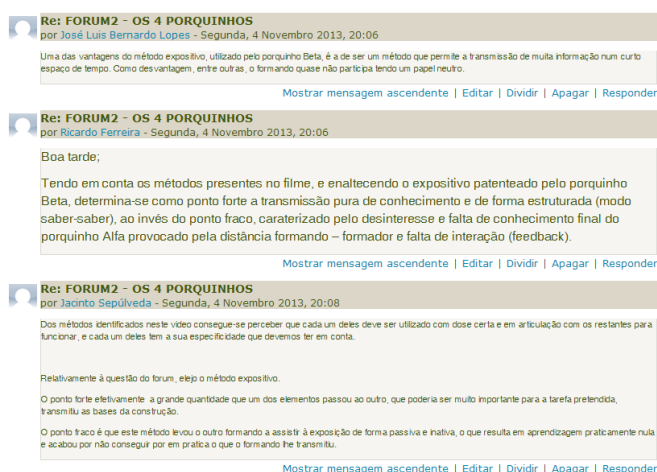 Re: FORUM2 - OS 4 PORQUINHOS
por José Luis Bernardo Lopes - Segunda, 4 Novembro 2013, 20:06
Uma das vantagens do método expositivo, utilizado pelo porquinho Beta, é a de ser um método que permite a transmissão de muita informação num curto
espaço de tempo. Como desvantagem, entre outras, o formando quase não participa tendo um papel neutro.
Mostrar mensagem ascendente | Editar | Dividir | Apagar | Responder
Re: FORUM2 - OS 4 PORQUINHOS
por Ricardo Ferreira - Segunda, 4 Novembro 2013, 20:06
Boa tarde;
Tendo em conta os métodos presentes no filme, e enaltecendo o expositivo patenteado pelo porquinho
Beta, determina-se como ponto forte a transmissão pura de conhecimento e de forma estruturada (modo
saber-saber), ao invés do ponto fraco, caraterizado pelo desinteresse e falta de conhecimento final do
porquinho Alfa provocado pela distância formando – formador e falta de interação (feedback).
Mostrar mensagem ascendente | Editar | Dividir | Apagar | Responder
Re: FORUM2 - OS 4 PORQUINHOS
por Jacinto Sepúlveda - Segunda, 4 Novembro 2013, 20:08
Dos métodos identificados neste video consegue-se perceber que cada um deles deve ser utilizado com dose certa e em articulação com os restantes para
funcionar, e cada um deles tem a sua especificidade que devemos ter em conta.
Relativamente à questão do forum, elejo o método expositivo.
O ponto forte efetivamente a grande quantidade que um dos elementos passou ao outro, que poderia ser muito importante para a tarefa pretendida,
transmitiu as bases da construção.
O ponto fraco é que este método levou o outro formando a assistir à exposição de forma passiva e inativa, o que resulta em aprendizagem praticamente nula
e acabou por não conseguir por em pratica o que o formando lhe transmitiu.
Mostrar mensagem ascendente | Editar | Dividir | Apagar | Responder